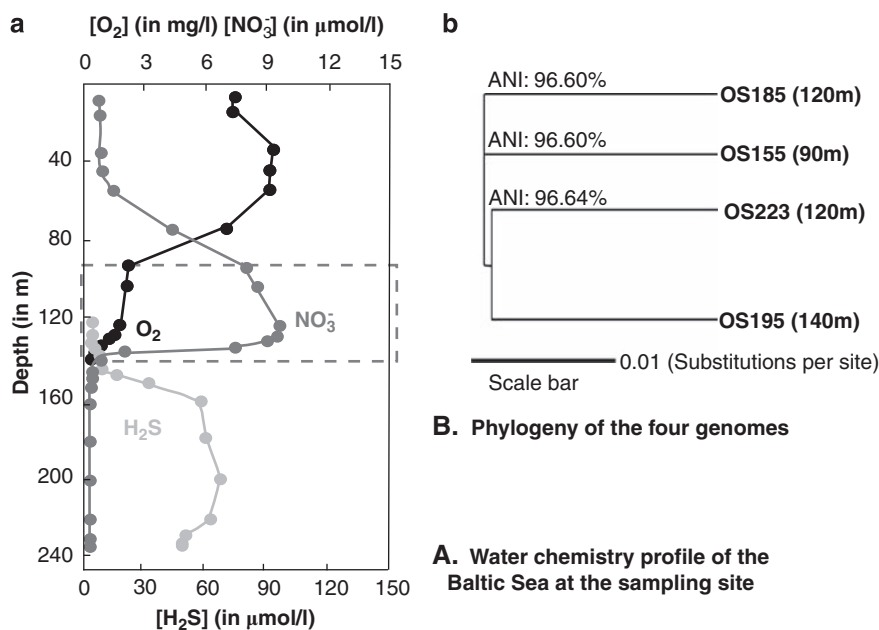 a
[O2] (in mg/l) [NO3-] (in μmol/l)
0 3 6 9 12 15
40
80
120
160
200
240
Depth (in m)
O2
NO3-
H2S
0 30 60 90 120 150
[H2S] (in μmol/l)
b
ANI: 96.60%
OS185 (120m)
ANI: 96.60%
OS155 (90m)
ANI: 96.64%
OS223 (120m)
OS195 (140m)
0.01 (Substitutions per site)
Scale bar
B. Phylogeny of the four genomes
A. Water chemistry profile of the
Baltic Sea at the sampling site